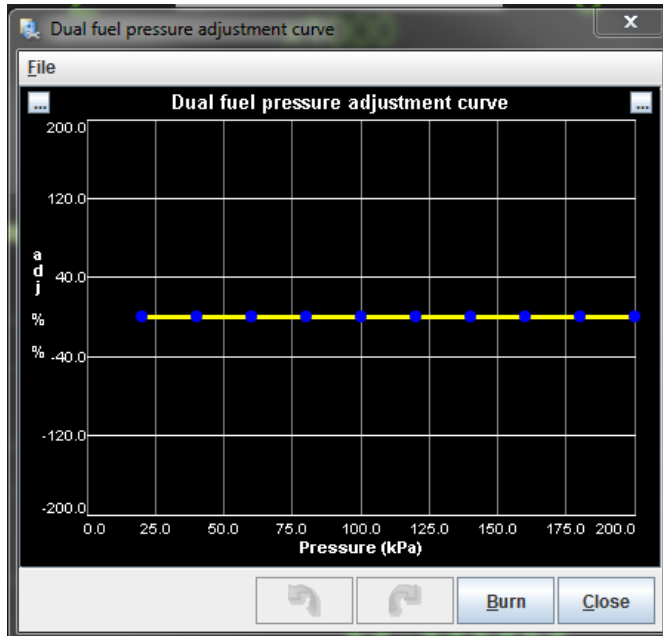 Dual fuel pressure adjustment curve
x
File
...
Dual fuel pressure adjustment curve
...
200.0
120.0
40.0
-40.0
-120.0
-200.0
adj % %
0.0 25.0 50.0 75.0 100.0 125.0 150.0 175.0 200.0
Pressure (kPa)
Burn
Close